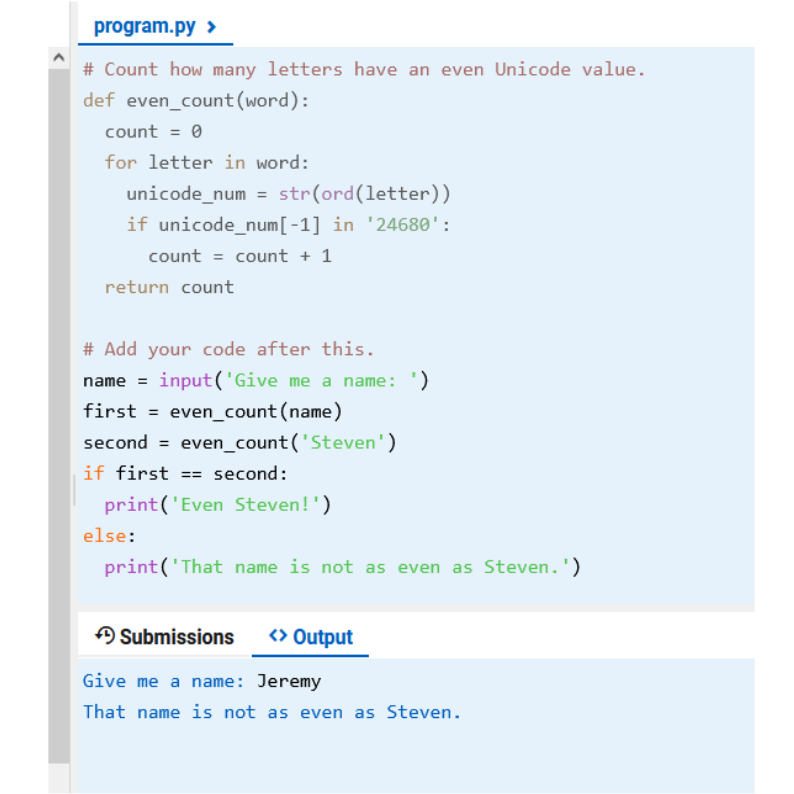 program.py >
# Count how many letters have an even Unicode value.
def even_count(word):
  count = 0
  for letter in word:
    unicode_num = str(ord(letter))
    if unicode_num[-1] in '24680':
      count = count + 1
  return count

# Add your code after this.
name = input('Give me a name: ')
first = even_count(name)
second = even_count('Steven')
if first == second:
  print('Even Steven!')
else:
  print('That name is not as even as Steven.')
Submissions <> Output
Give me a name: Jeremy
That name is not as even as Steven.